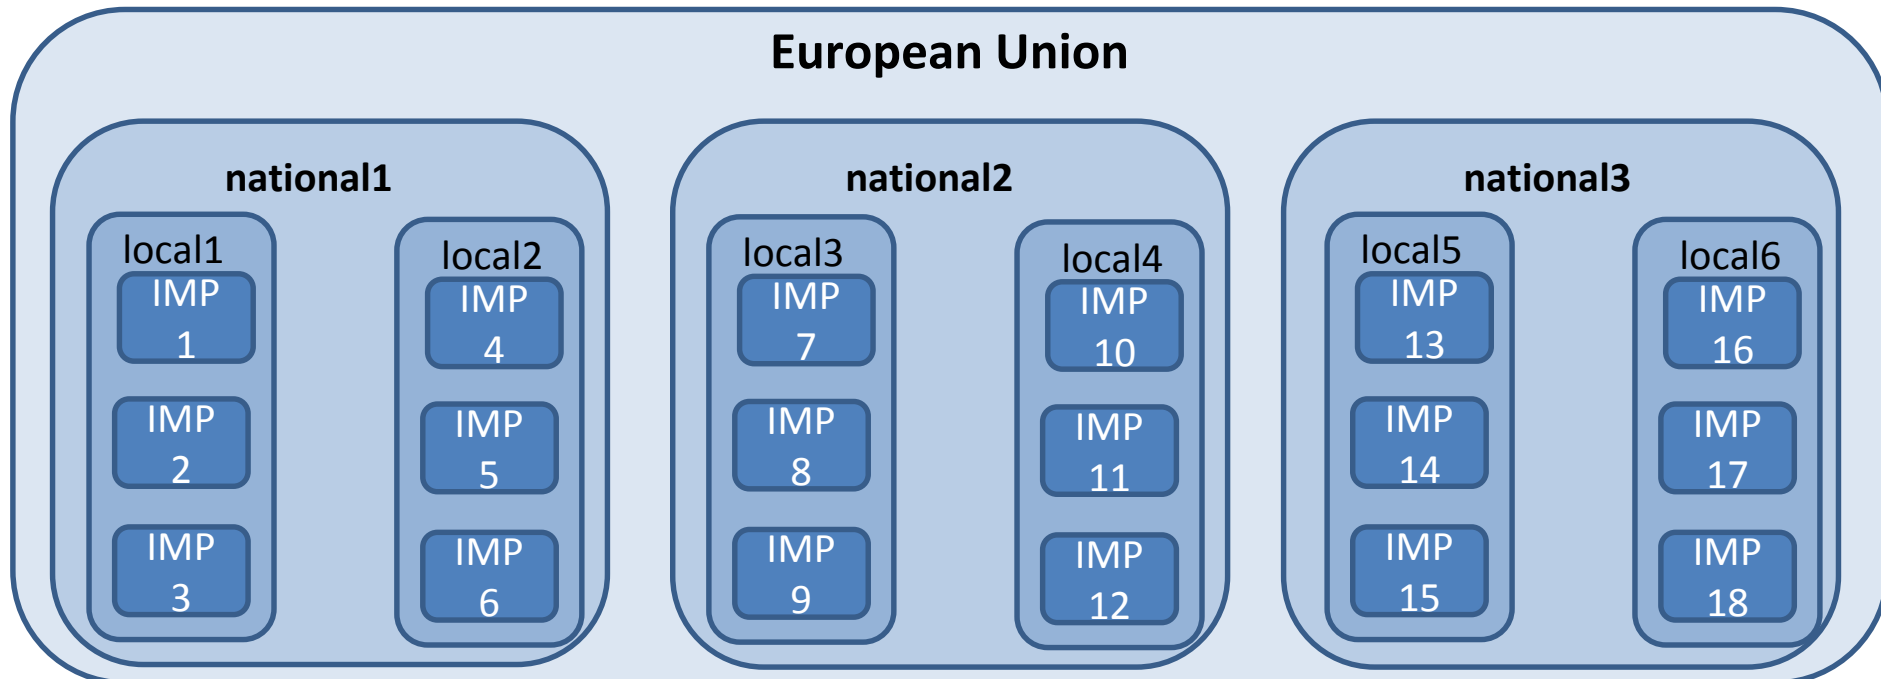 European Union
national1
local1
IMP
1
IMP
2
IMP
3
local2
IMP
4
IMP
5
IMP
6
national2
local3
IMP
7
IMP
8
IMP
9
local4
IMP
10
IMP
11
IMP
12
national3
local5
IMP
13
IMP
14
IMP
15
local6
IMP
16
IMP
17
IMP
18